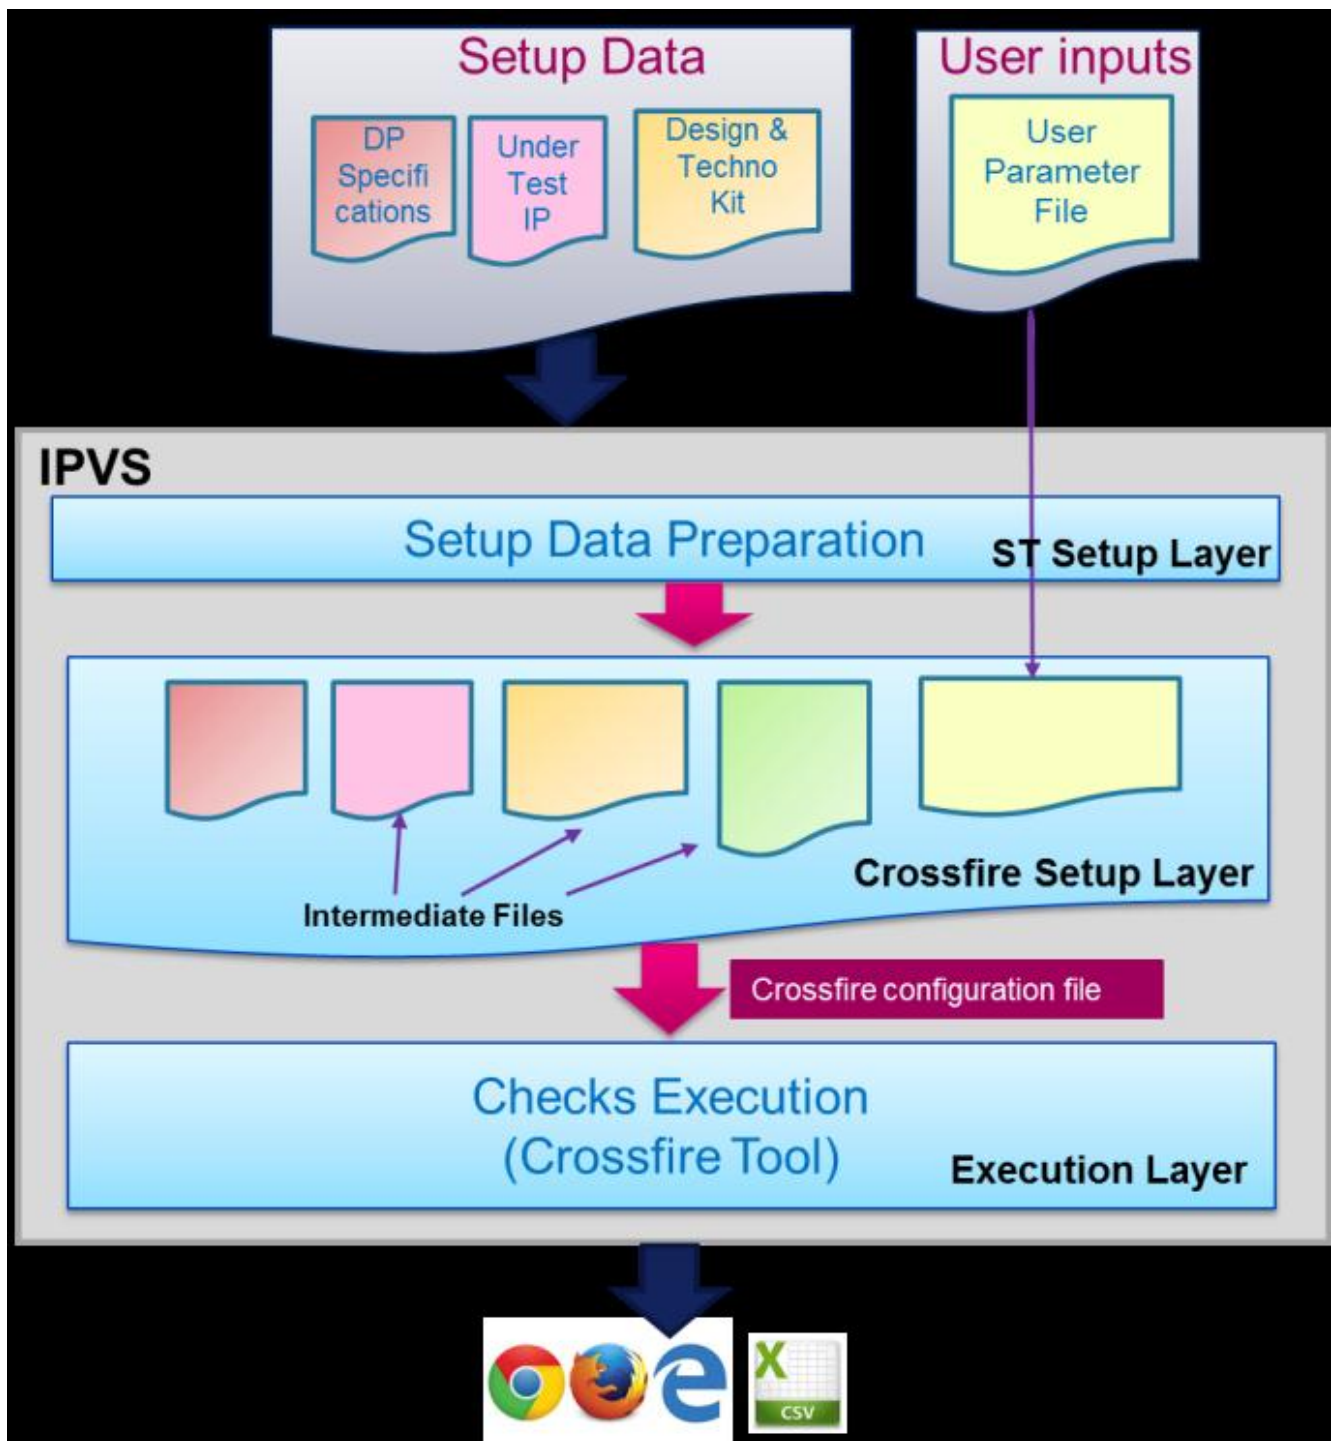 Setup Data
User inputs
DP
Specifi
cations
Under
Test
IP
Design &
Techno
Kit
User
Parameter
File
IPVS
Setup Data Preparation
ST Setup Layer
Crossfire Setup Layer
Intermediate Files
Crossfire configuration file
Checks Execution
(Crossfire Tool)
Execution Layer
X
CSV